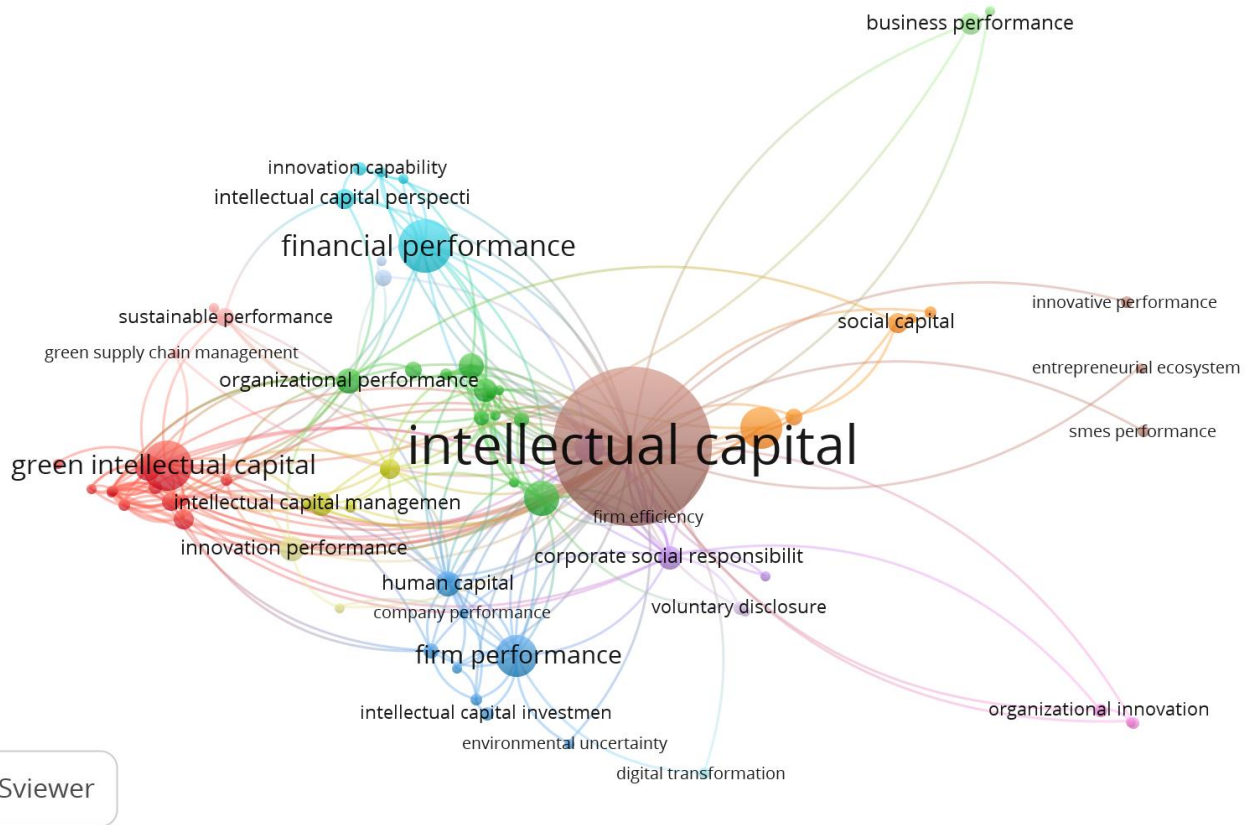 business performance
innovation capability
intellectual capital perspecti
financial performance
innovative performance
sustainable performance
social capital
green supply chain management
entrepreneurial ecosystem
organizational performance
smes performance
intellectual capital
green intellectual capital
intellectual capital managemen
firm efficiency
innovation performance
corporate social responsibilit
human capital
voluntary disclosure
company performance
firm performance
organizational innovation
intellectual capital investmen
environmental uncertainty
digital transformation
Sviewer